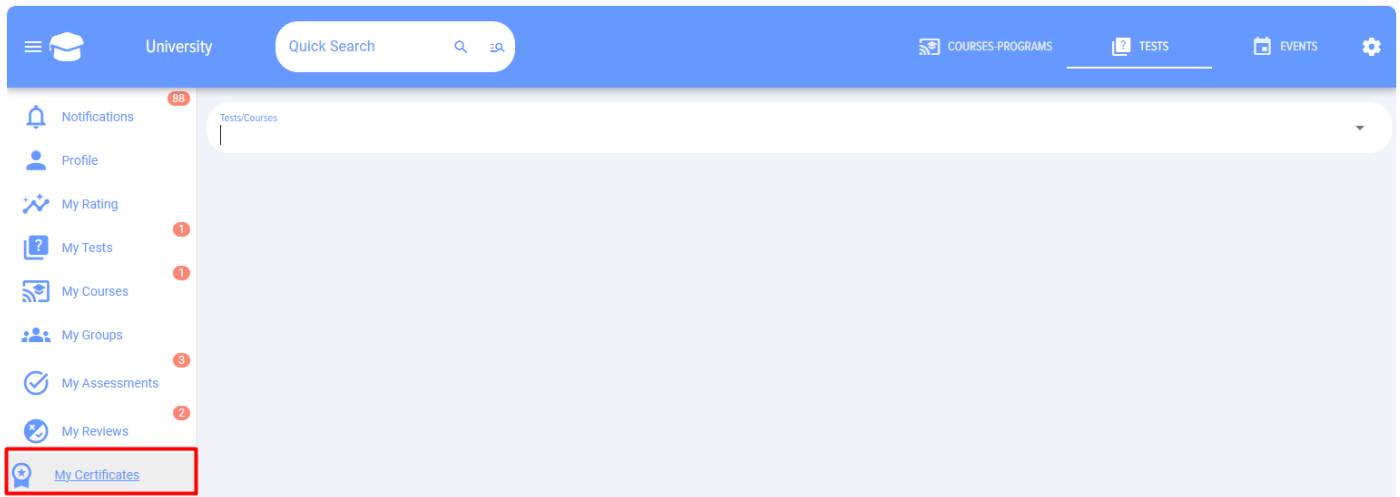 University
Quick Search
COURSES-PROGRAMS
? TESTS
EVENTS
88
Notifications
Tests/Courses
Profile
My Rating
1
? My Tests
1
My Courses
My Groups
3
My Assessments
2
My Reviews
My Certificates